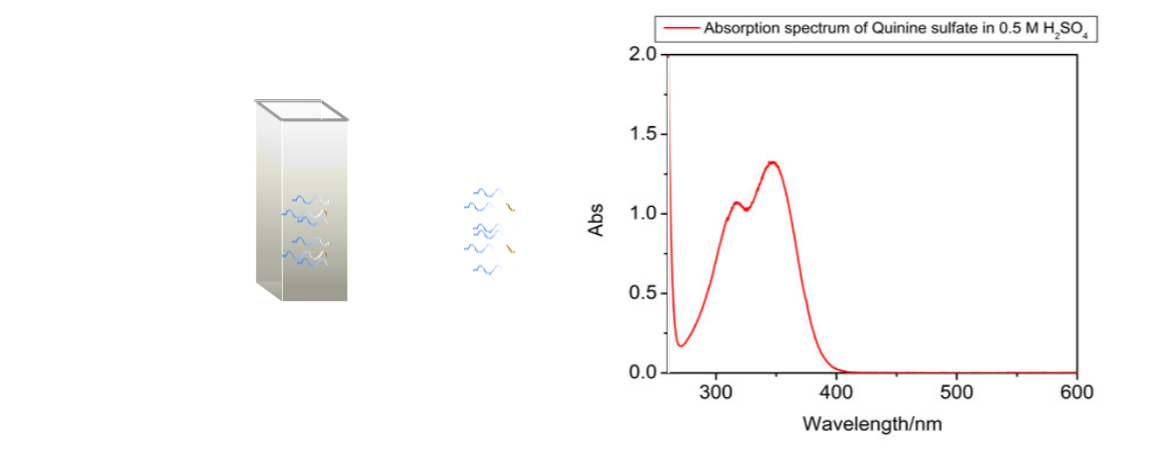 Absorption spectrum of Quinine sulfate in 0.5 M H₂SO₄
2.0
1.5
1.0
0.5
0.0
Abs
300 400 500 600
Wavelength/nm